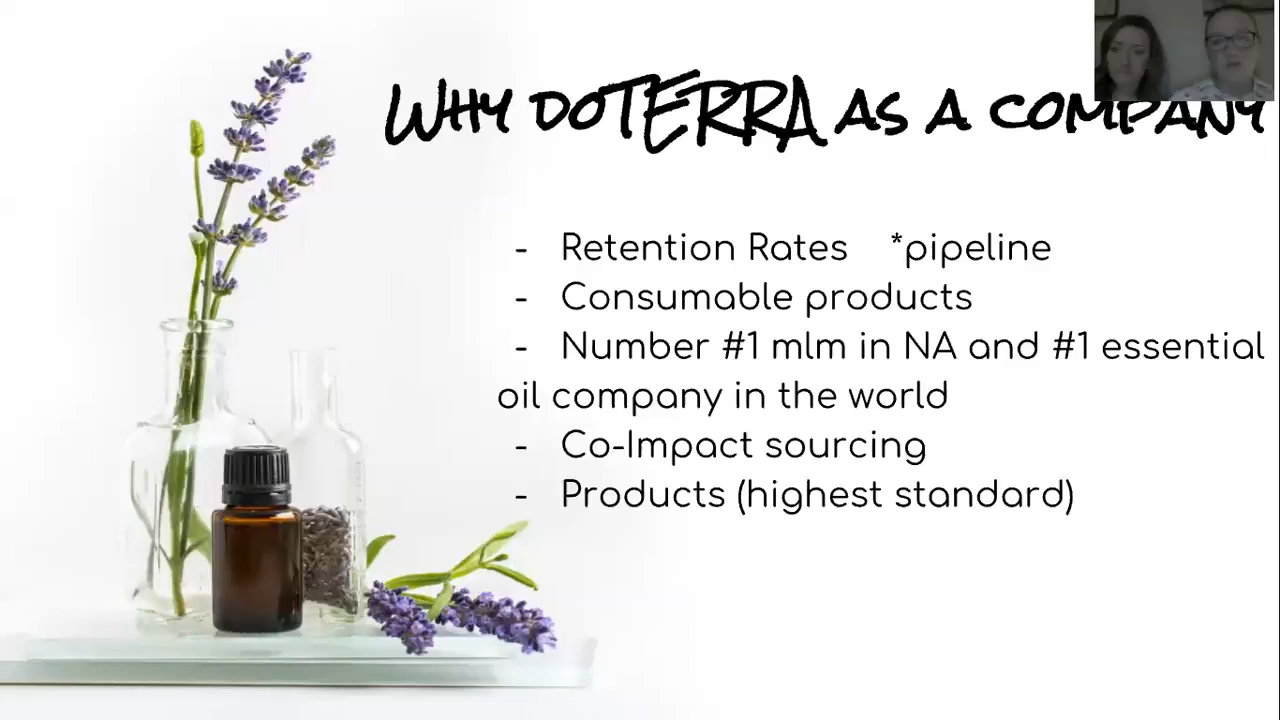 WHY doTERRA AS A COMPANY
- Retention Rates *pipeline
- Consumable products
- Number #1 mlm in NA and #1 essential
oil company in the world
- Co-Impact sourcing
- Products (highest standard)